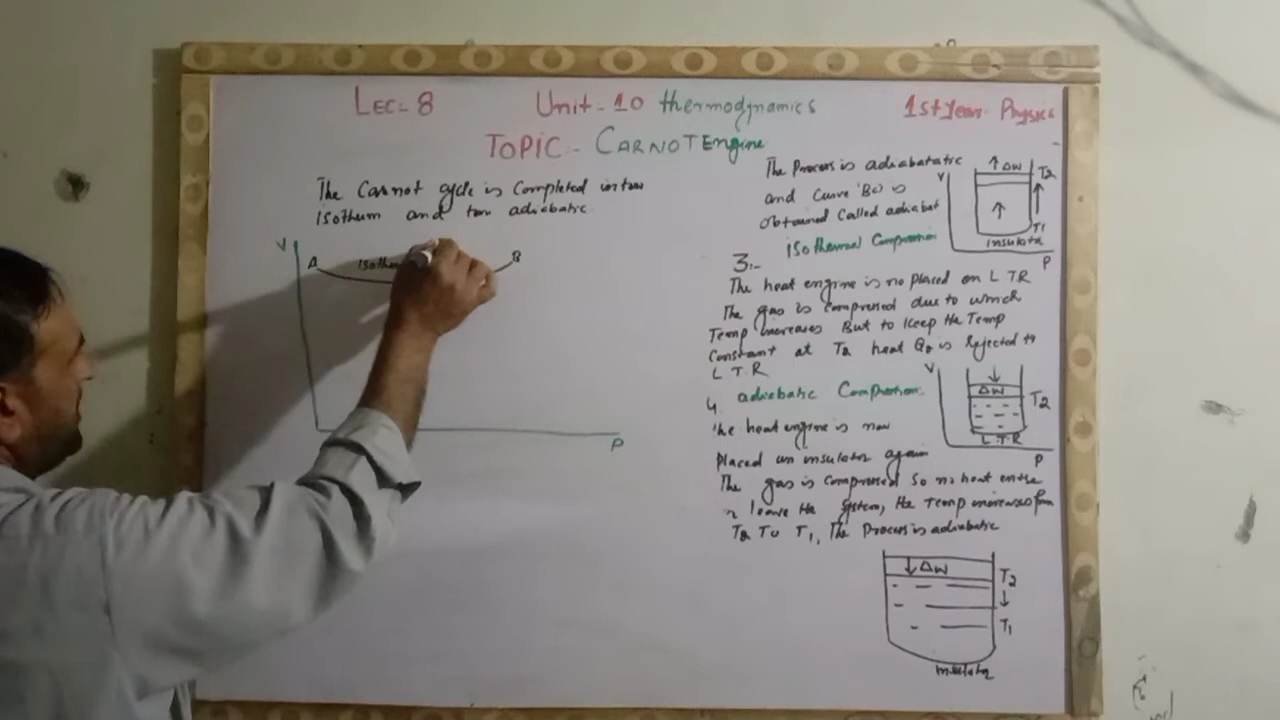 LEC-8 Unit-10 thermodynamics 1st Year Physics
TOPIC- CARNOT Engine
The Carnot cycle is Completed in two
isotherm and two adiabatic
V
A isother B
P
The Process is adiabatatic
and Curve 'BC' is
obtained Called adiabat
V
↑ ΔW T2
T1
insulator
P
isothermal Compression
3:-
The heat engine is no placed on L T.R
The gas is Compressed due to which
Temp increases But to Keep the Temp
Constant at T2 heat Q2 is Rejected to
L T.R
V
ΔW
T2
L.T.R
P
4. adiabatic Compression
the heat engine is now
placed on insulator again
The gas is Compressed So no heat enter
or leave the System, the Temp increases from
T2 To T1, The Process is adiabatic
↓ ΔW T2
↓
T1
insulator